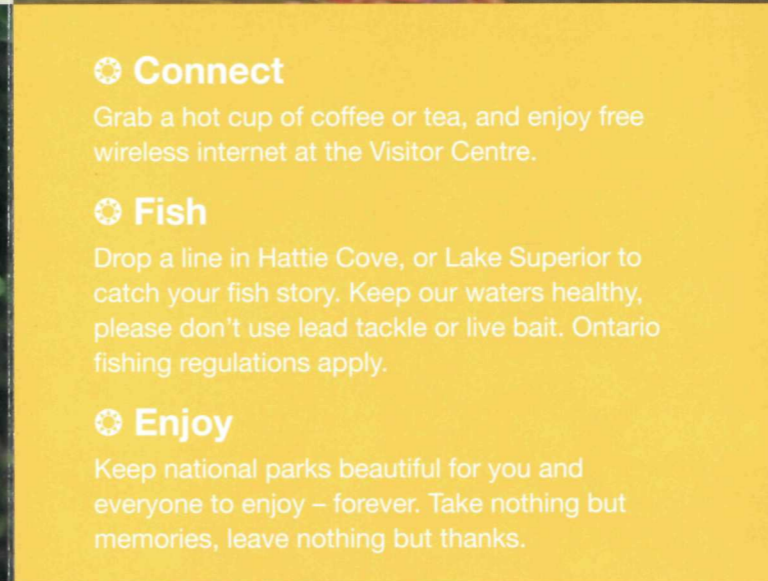 Connect
Grab a hot cup of coffee or tea, and enjoy free
wireless internet at the Visitor Centre.
Fish
Drop a line in Hattie Cove, or Lake Superior to
catch your fish story. Keep our waters healthy,
please don't use lead tackle or live bait. Ontario
fishing regulations apply.
Enjoy
Keep national parks beautiful for you and
everyone to enjoy – forever. Take nothing but
memories, leave nothing but thanks.